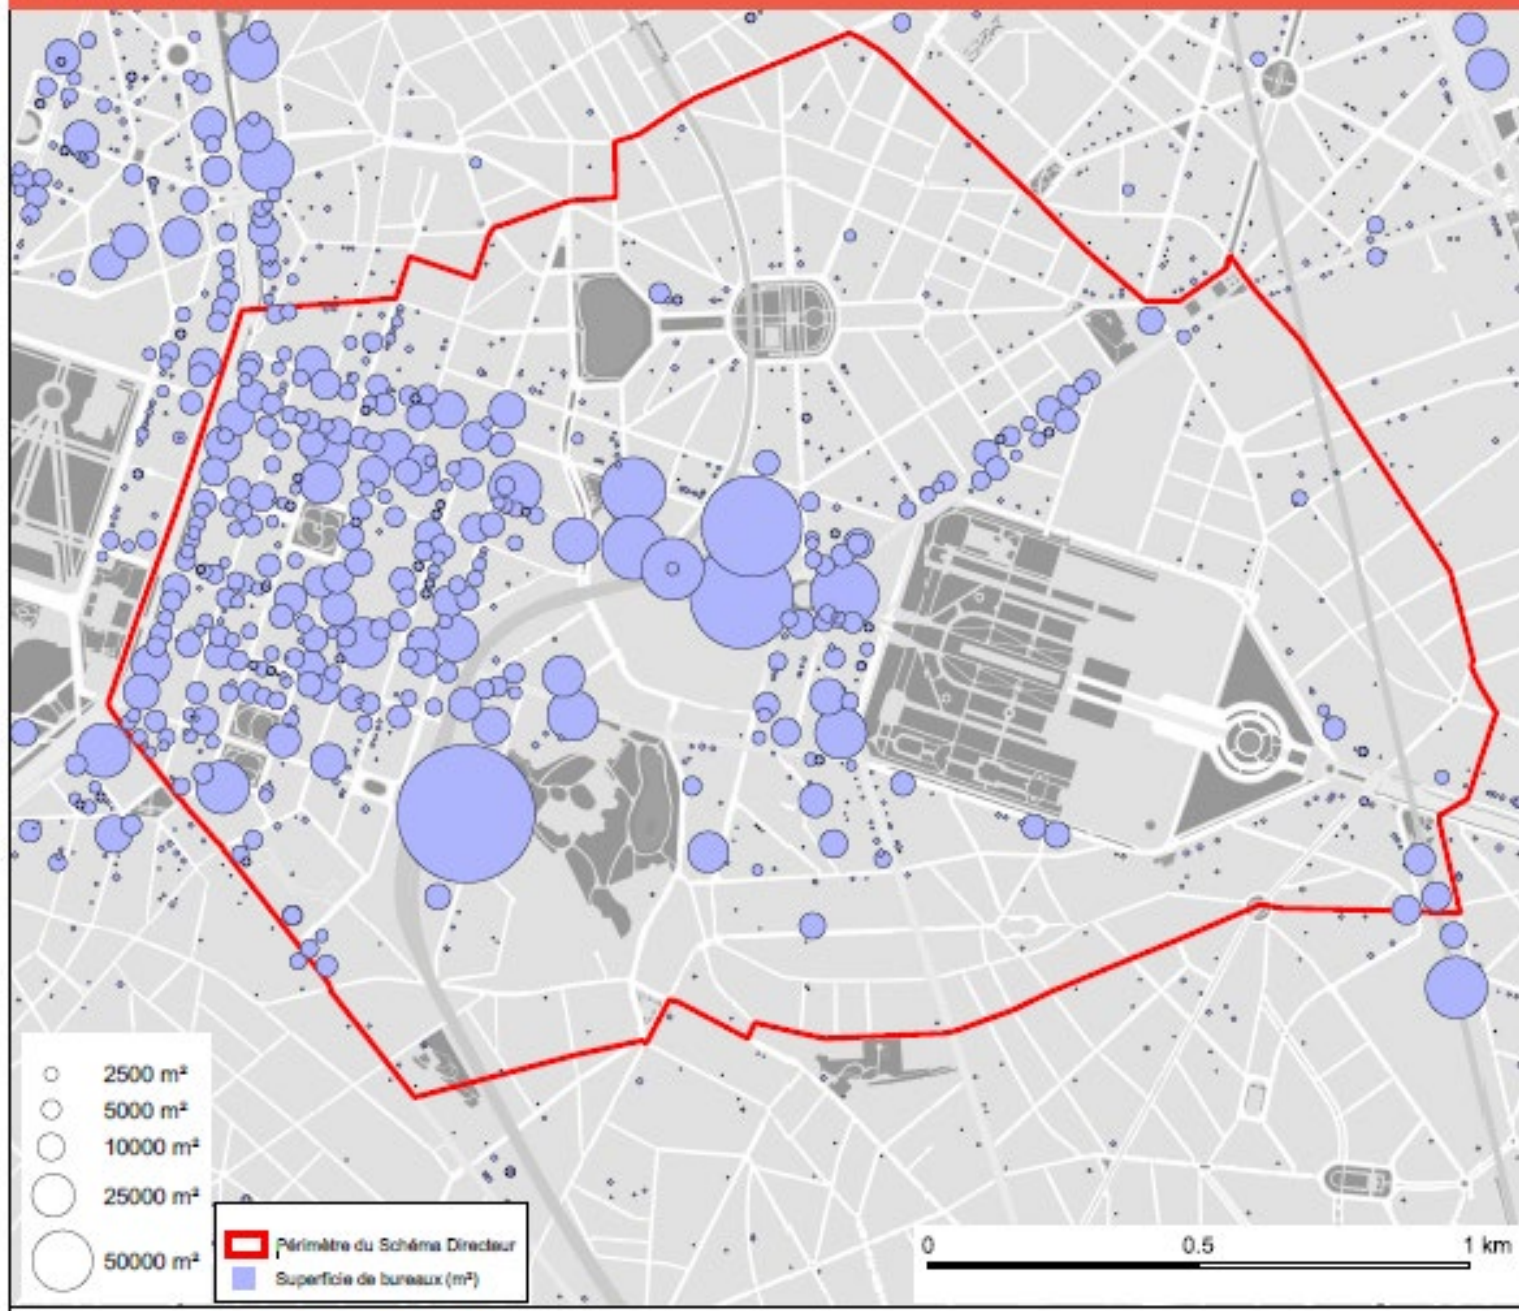 2500 m²
5000 m²
10000 m²
25000 m²
50000 m²
Périmètre du Schéma Directeur
Superficie de bureaux (m²)
0 0.5 1 km